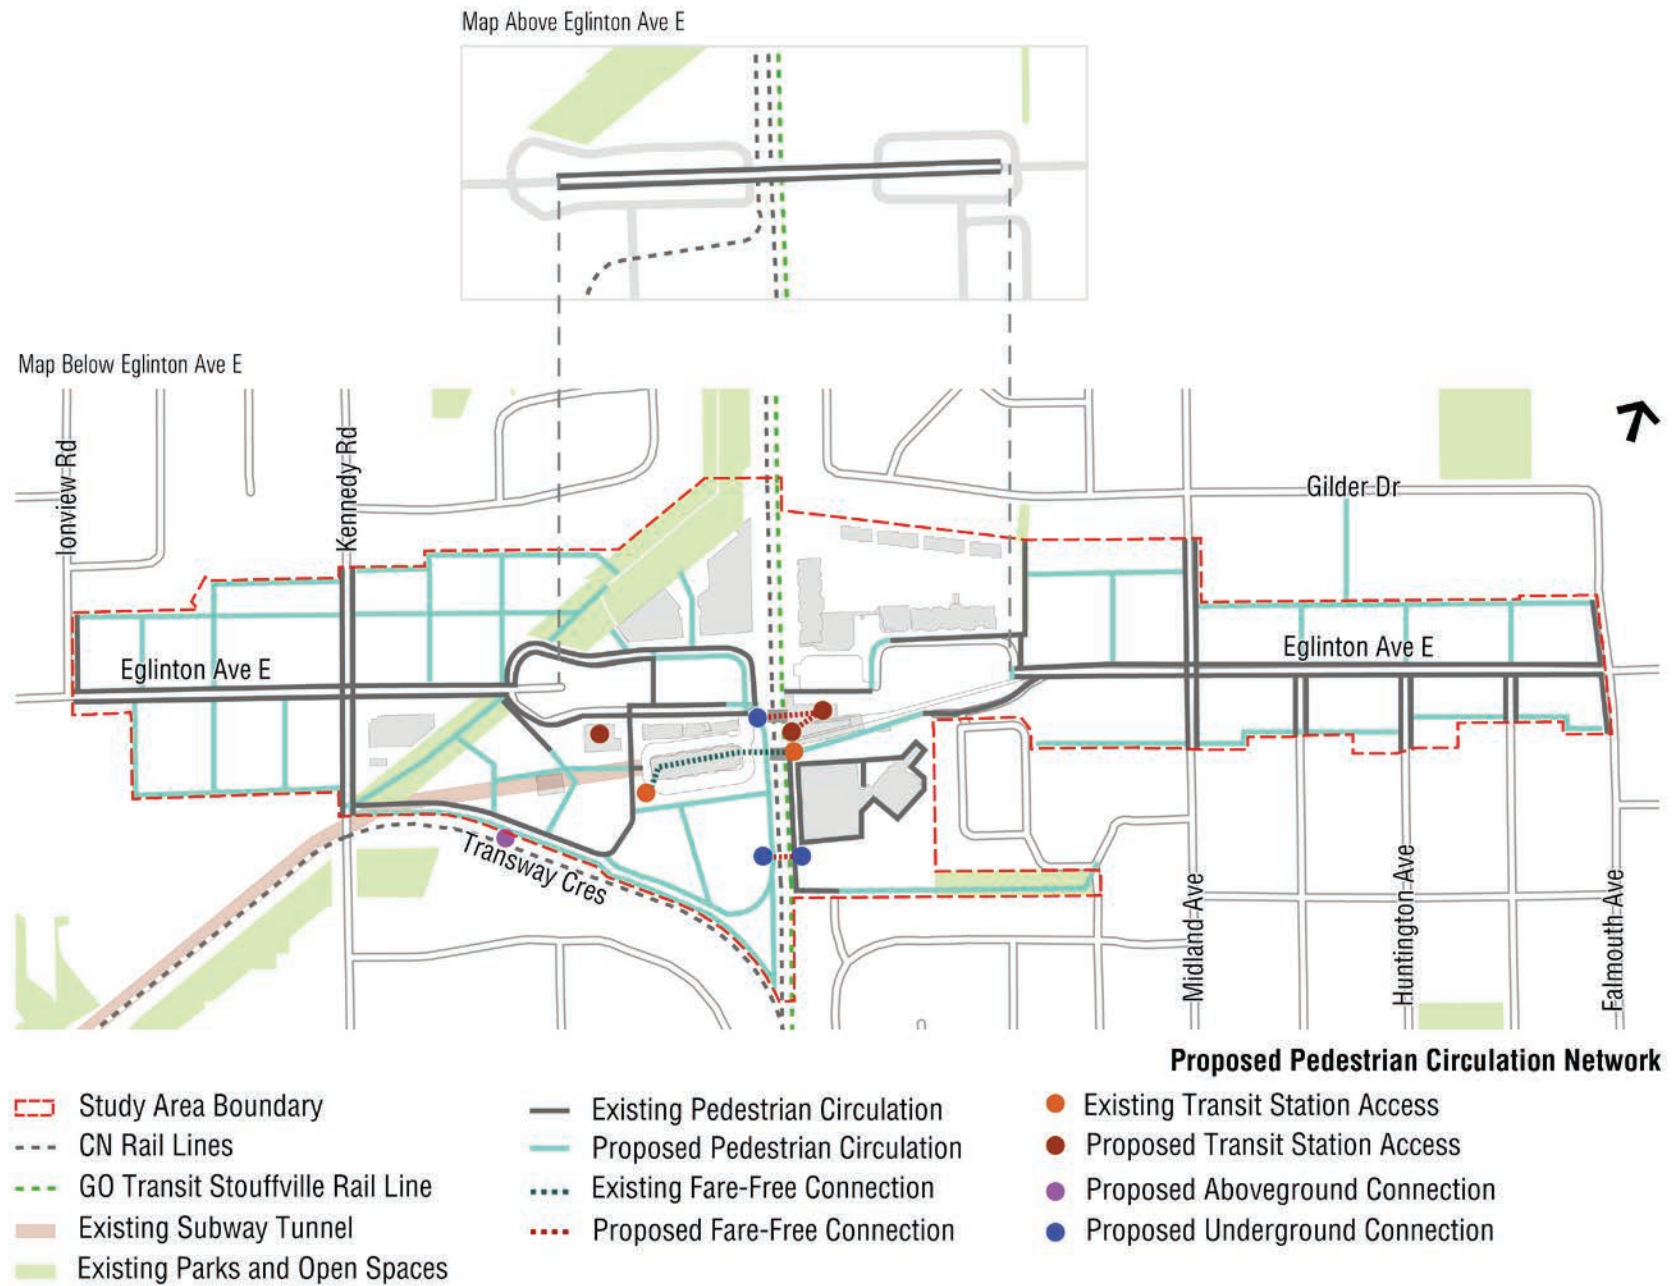 Map Above Eglinton Ave E
Map Below Eglinton Ave E
Ionview Rd
Kennedy Rd
Gilder Dr
Eglinton Ave E
Eglinton Ave E
Transway Cres
Midland Ave
Huntington Ave
Falmouth Ave
Proposed Pedestrian Circulation Network
Study Area Boundary
CN Rail Lines
GO Transit Stouffville Rail Line
Existing Subway Tunnel
Existing Parks and Open Spaces
Existing Pedestrian Circulation
Proposed Pedestrian Circulation
Existing Fare-Free Connection
Proposed Fare-Free Connection
Existing Transit Station Access
Proposed Transit Station Access
Proposed Aboveground Connection
Proposed Underground Connection